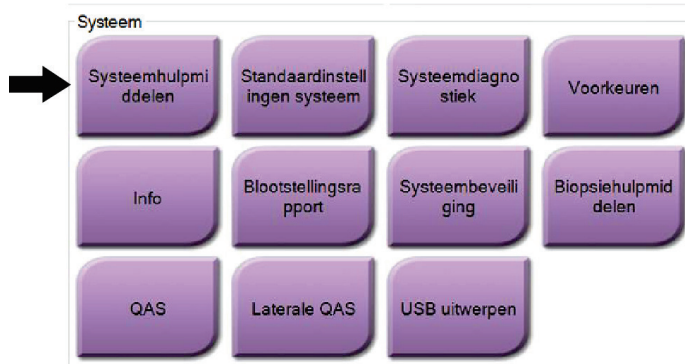 Systeem
Systeemhulpmi
ddelen
Standaardinstell
ingen systeem
Systeemdiagno
stiek
Voorkeuren
Info
Blootstellingsra
pport
Systeembeveili
ging
Biopsiehulpmid
delen
QAS
Laterale QAS
USB uitwerpen